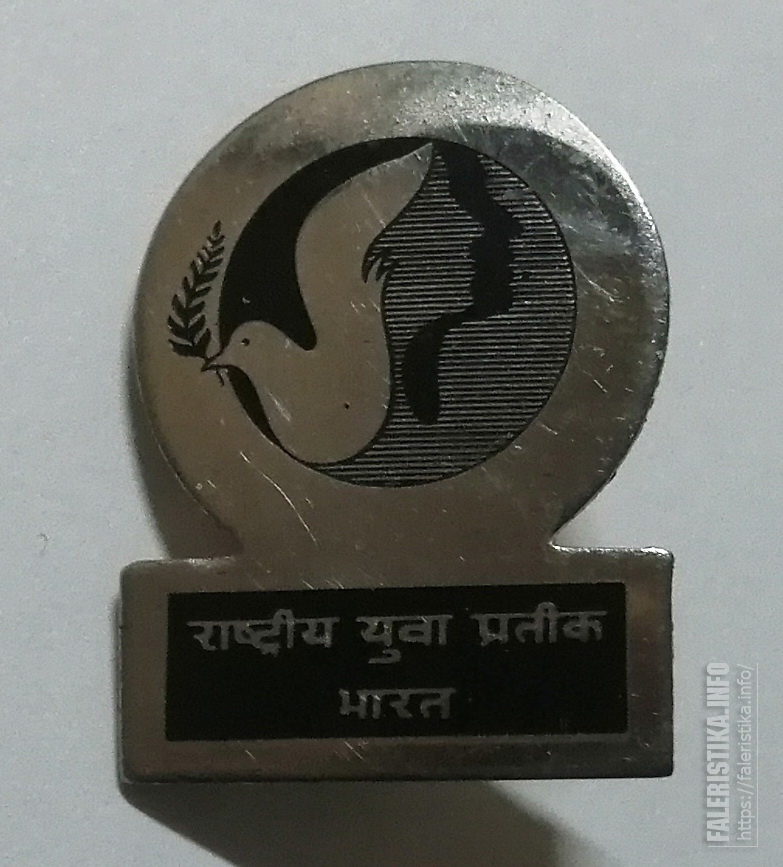 राष्ट्रीय युवा प्रतीक
भारत
FALERISTIKA.INFO
https://faleristika.info/